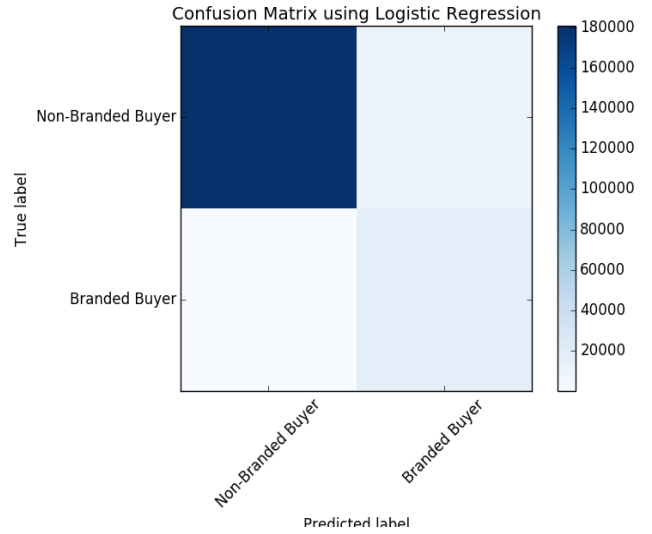 Confusion Matrix using Logistic Regression
True label
Non-Branded Buyer
Branded Buyer
Non-Branded Buyer
Branded Buyer
Predicted label
180000
160000
140000
120000
100000
80000
60000
40000
20000